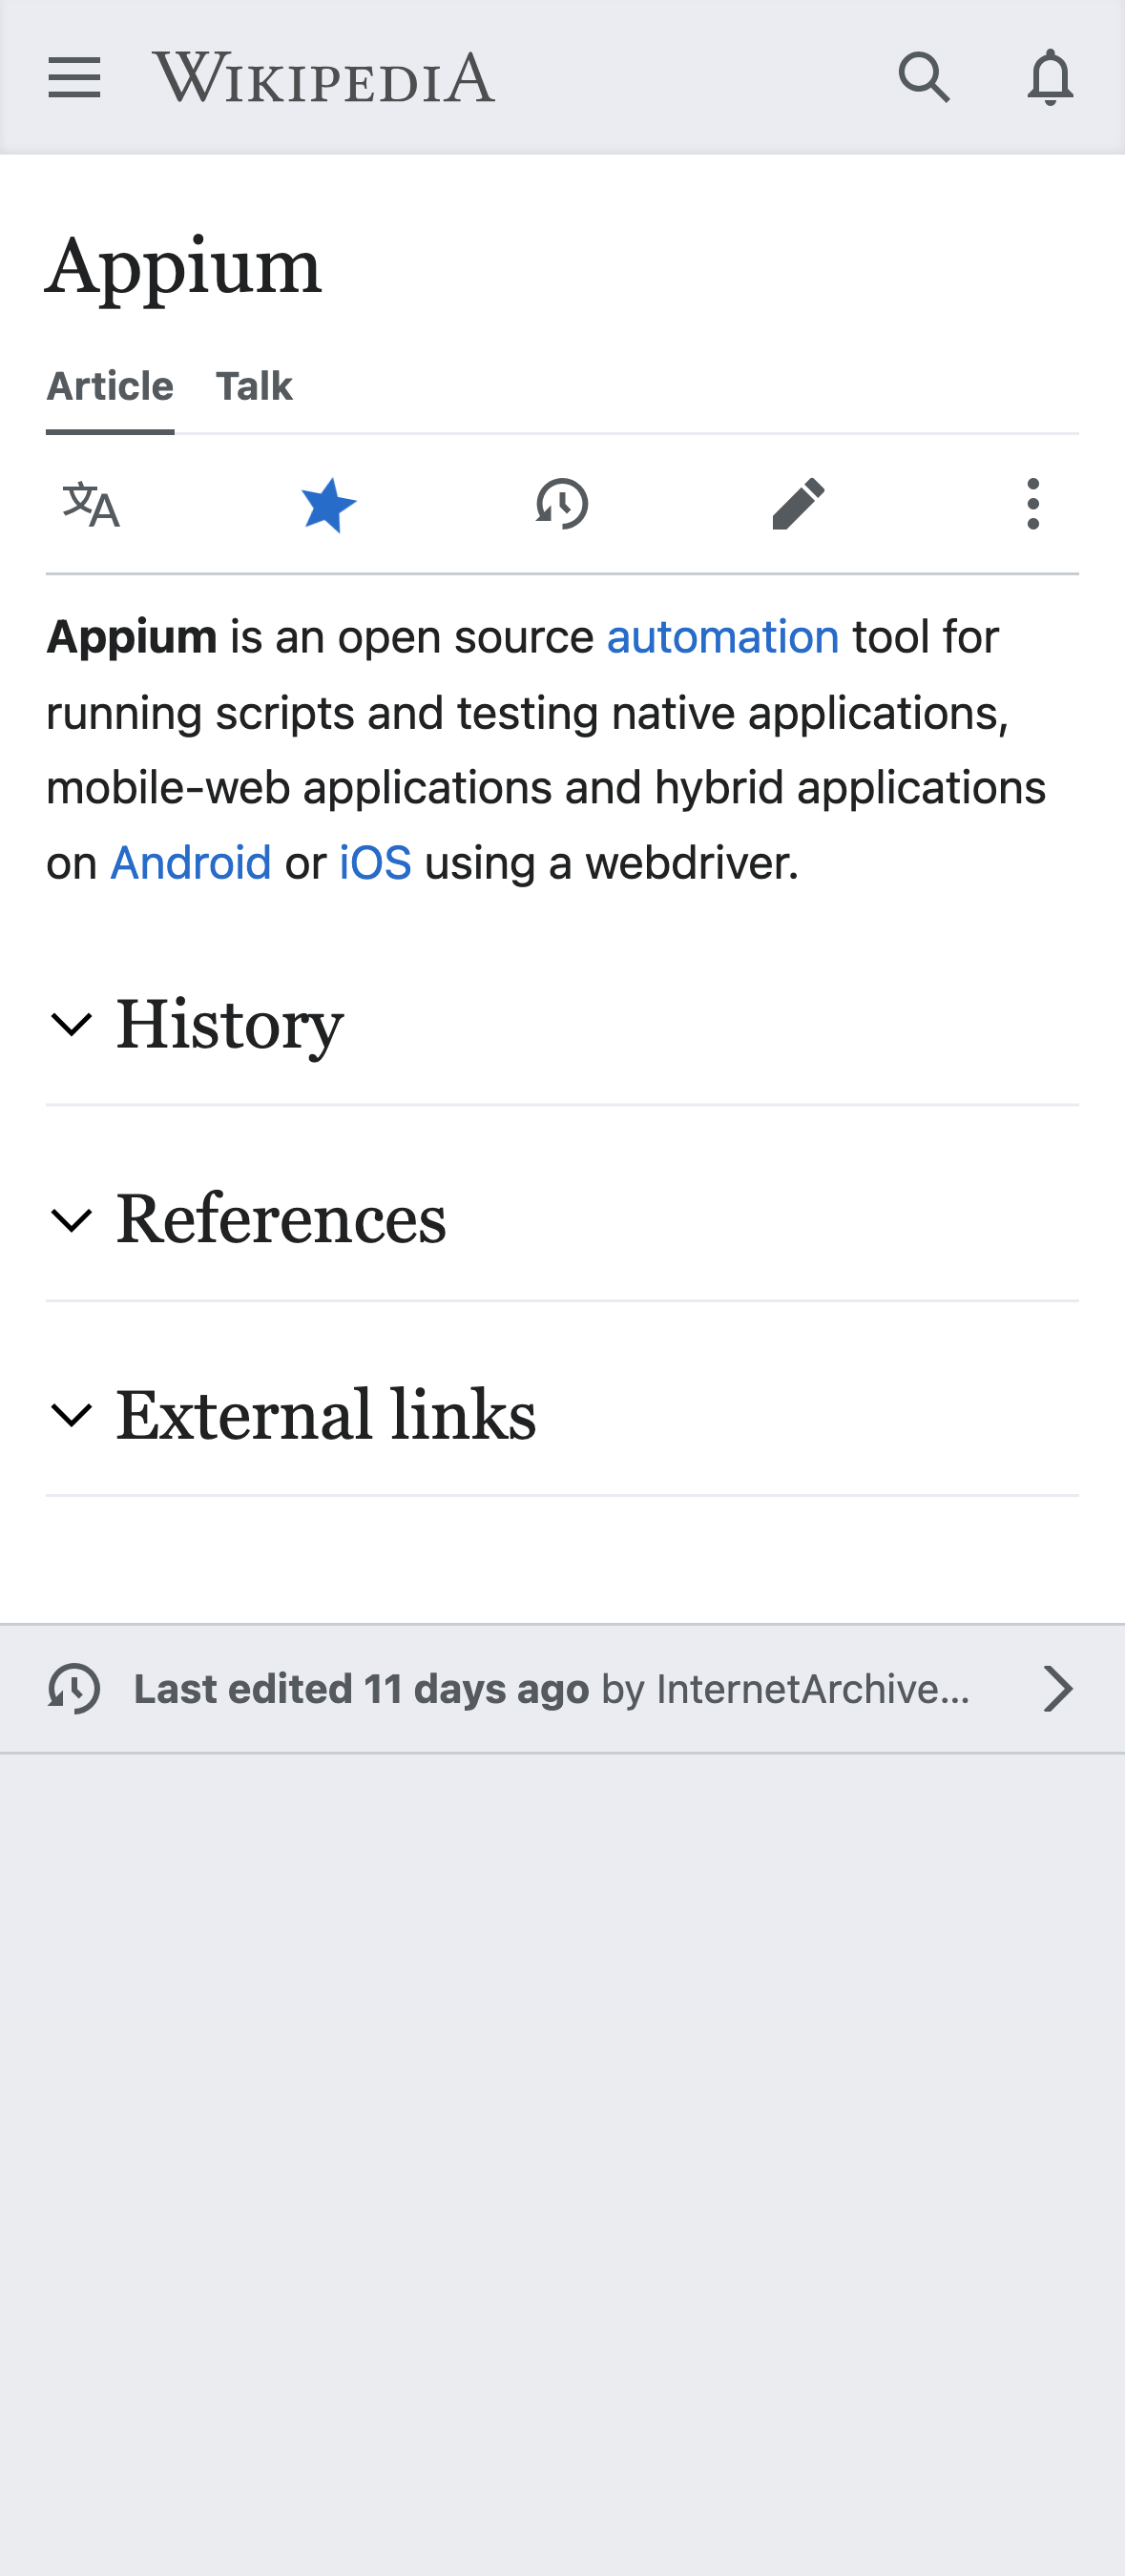 WIKIPEDIA
Appium
Article Talk
文A
Appium is an open source automation tool for
running scripts and testing native applications,
mobile-web applications and hybrid applications
on Android or iOS using a webdriver.
History
References
External links
Last edited 11 days ago by InternetArchive...